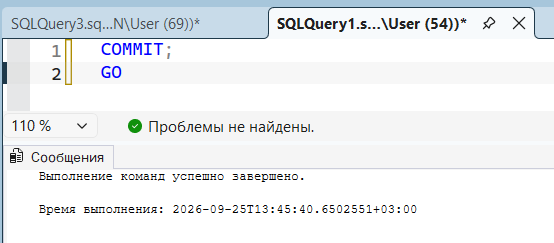 SQLQuery3.sq...N\User (69))*
SQLQuery1.s...\User (54))*
1 COMMIT;
2 GO
110 %
Проблемы не найдены.
Сообщения
Выполнение команд успешно завершено.
Время выполнения: 2026-09-25T13:45:40.6502551+03:00